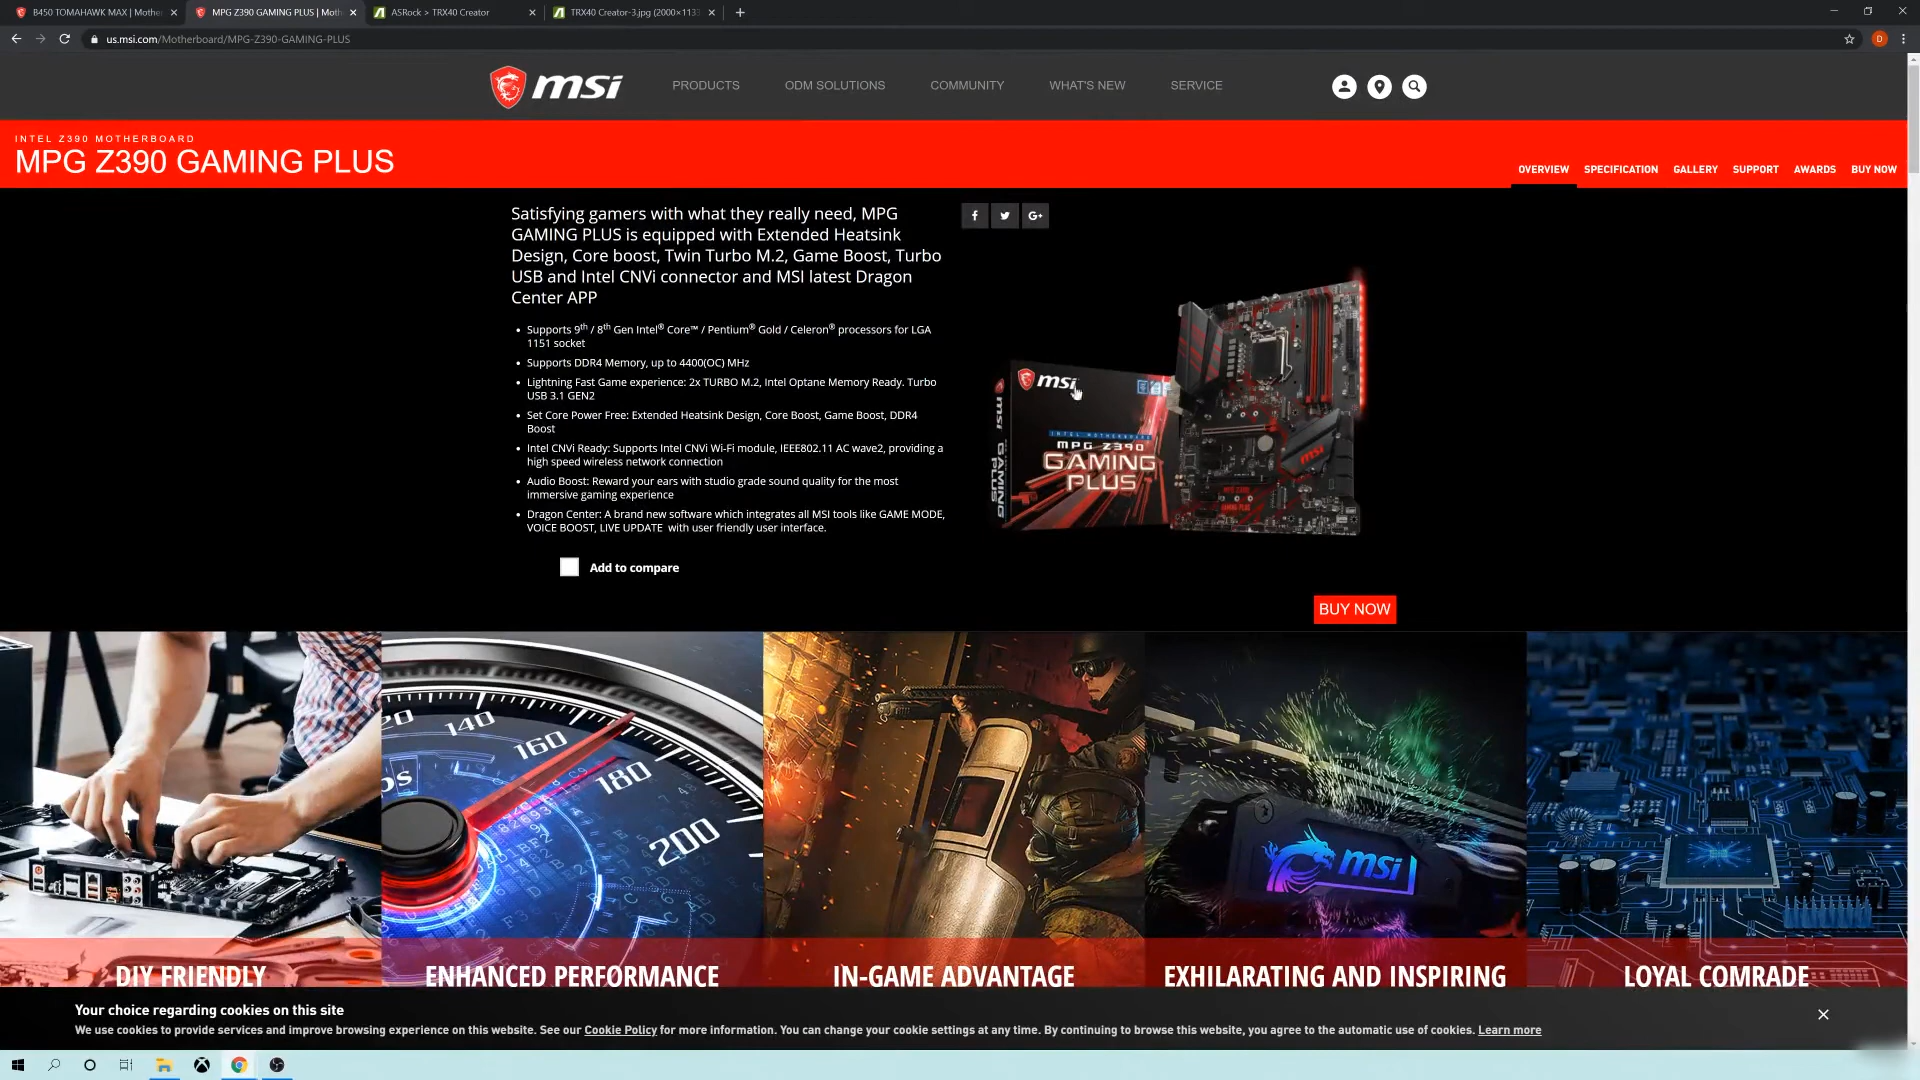 B450 TOMAHAWK MAX | Mother
MPG Z390 GAMING PLUS | Moth
ASRock > TRX40 Creator
TRX40 Creator-3.jpg (2000×1133
us.msi.com/Motherboard/MPG-Z390-GAMING-PLUS
D
msi
PRODUCTS
ODM SOLUTIONS
COMMUNITY
WHAT'S NEW
SERVICE
INTEL Z390 MOTHERBOARD
MPG Z390 GAMING PLUS
OVERVIEW
SPECIFICATION
GALLERY
SUPPORT
AWARDS
BUY NOW
Satisfying gamers with what they really need, MPG
GAMING PLUS is equipped with Extended Heatsink
Design, Core boost, Twin Turbo M.2, Game Boost, Turbo
USB and Intel CNVi connector and MSI latest Dragon
Center APP
• Supports 9th / 8th Gen Intel® Core™ / Pentium® Gold / Celeron® processors for LGA
1151 socket
• Supports DDR4 Memory, up to 4400(OC) MHz
• Lightning Fast Game experience: 2x TURBO M.2, Intel Optane Memory Ready. Turbo
USB 3.1 GEN2
• Set Core Power Free: Extended Heatsink Design, Core Boost, Game Boost, DDR4
Boost
• Intel CNVi Ready: Supports Intel CNVi Wi-Fi module, IEEE802.11 AC wave2, providing a
high speed wireless network connection
• Audio Boost: Reward your ears with studio grade sound quality for the most
immersive gaming experience
• Dragon Center: A brand new software which integrates all MSI tools like GAME MODE,
VOICE BOOST, LIVE UPDATE with user friendly user interface.
Add to compare
f
G+
msi
INTEL MOTHERBOARD
MPG Z390
GAMING
PLUS
msi
GAMING PLUS
msi
BUY NOW
120
140
160
180
200
msi
DIY FRIENDLY
ENHANCED PERFORMANCE
IN-GAME ADVANTAGE
EXHILARATING AND INSPIRING
LOYAL COMRADE
Your choice regarding cookies on this site
We use cookies to provide services and improve browsing experience on this website. See our Cookie Policy for more information. You can change your cookie settings at any time. By continuing to browse this website, you agree to the automatic use of cookies. Learn more